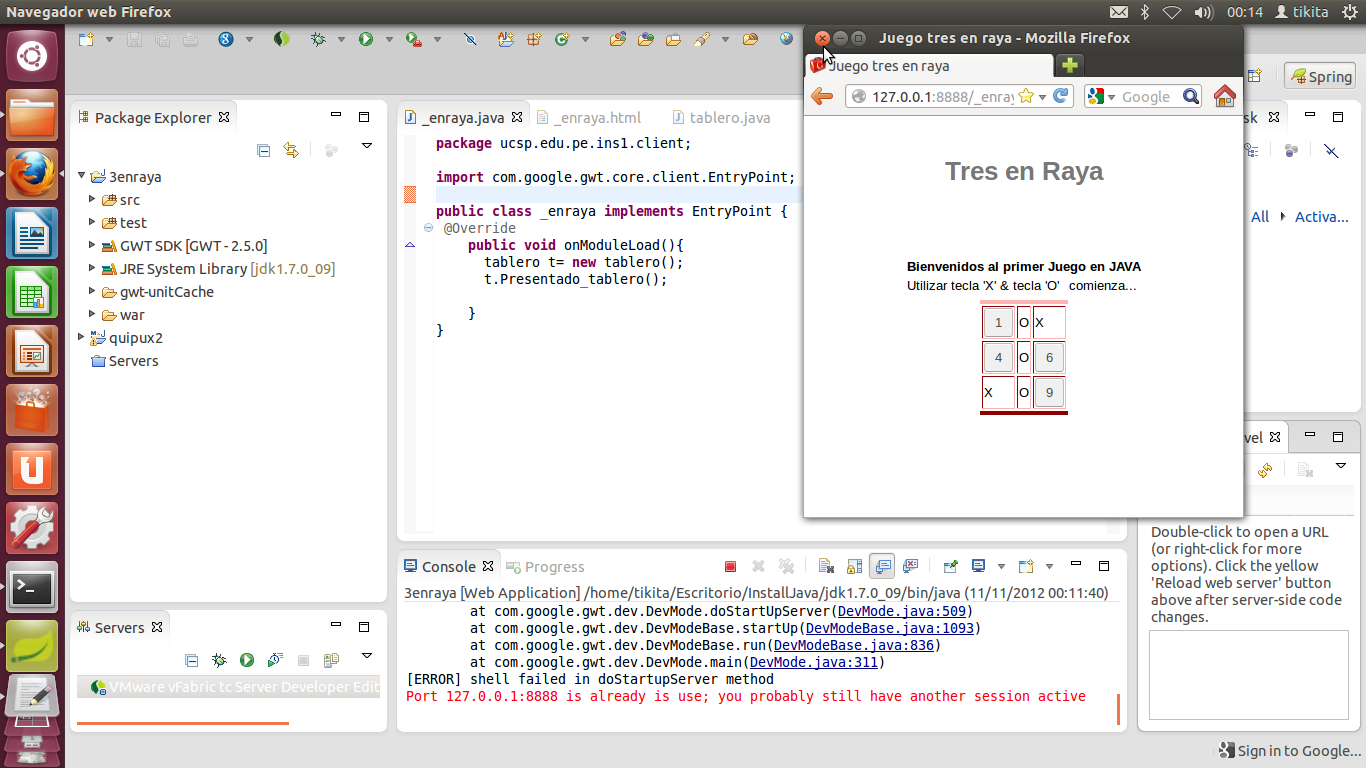 Navegador web Firefox
00:14
tikita
Juego tres en raya - Mozilla Firefox
Juego tres en raya
127.0.0.1:8888/_enray
Google
Spring
Package Explorer
3enraya
src
test
GWT SDK [GWT - 2.5.0]
JRE System Library [jdk1.7.0_09]
gwt-unitCache
war
quipux2
Servers
_enraya.java
_enraya.html
tablero.java
package ucsp.edu.pe.ins1.client;
import com.google.gwt.core.client.EntryPoint;
public class _enraya implements EntryPoint {
@Override
public void onModuleLoad(){
tablero t= new tablero();
t.Presentado_tablero();
}
}
Tres en Raya
Bienvenidos al primer Juego en JAVA
Utilizar tecla 'X' & tecla 'O' comienza...
1 O X
4 O 6
X O 9
sk
All
Activa...
vel
Double-click to open a URL
(or right-click for more
options). Click the yellow
'Reload web server' button
above after server-side code
changes.
Servers
VMware vFabric tc Server Developer Edit
Console
Progress
3enraya [Web Application] /home/tikita/Escritorio/InstallJava/jdk1.7.0_09/bin/java (11/11/2012 00:11:40)
at com.google.gwt.dev.DevMode.doStartUpServer(DevMode.java:509)
at com.google.gwt.dev.DevModeBase.startUp(DevModeBase.java:1093)
at com.google.gwt.dev.DevModeBase.run(DevModeBase.java:836)
at com.google.gwt.dev.DevMode.main(DevMode.java:311)
[ERROR] shell failed in doStartupServer method
Port 127.0.0.1:8888 is already is use; you probably still have another session active
Sign in to Google...